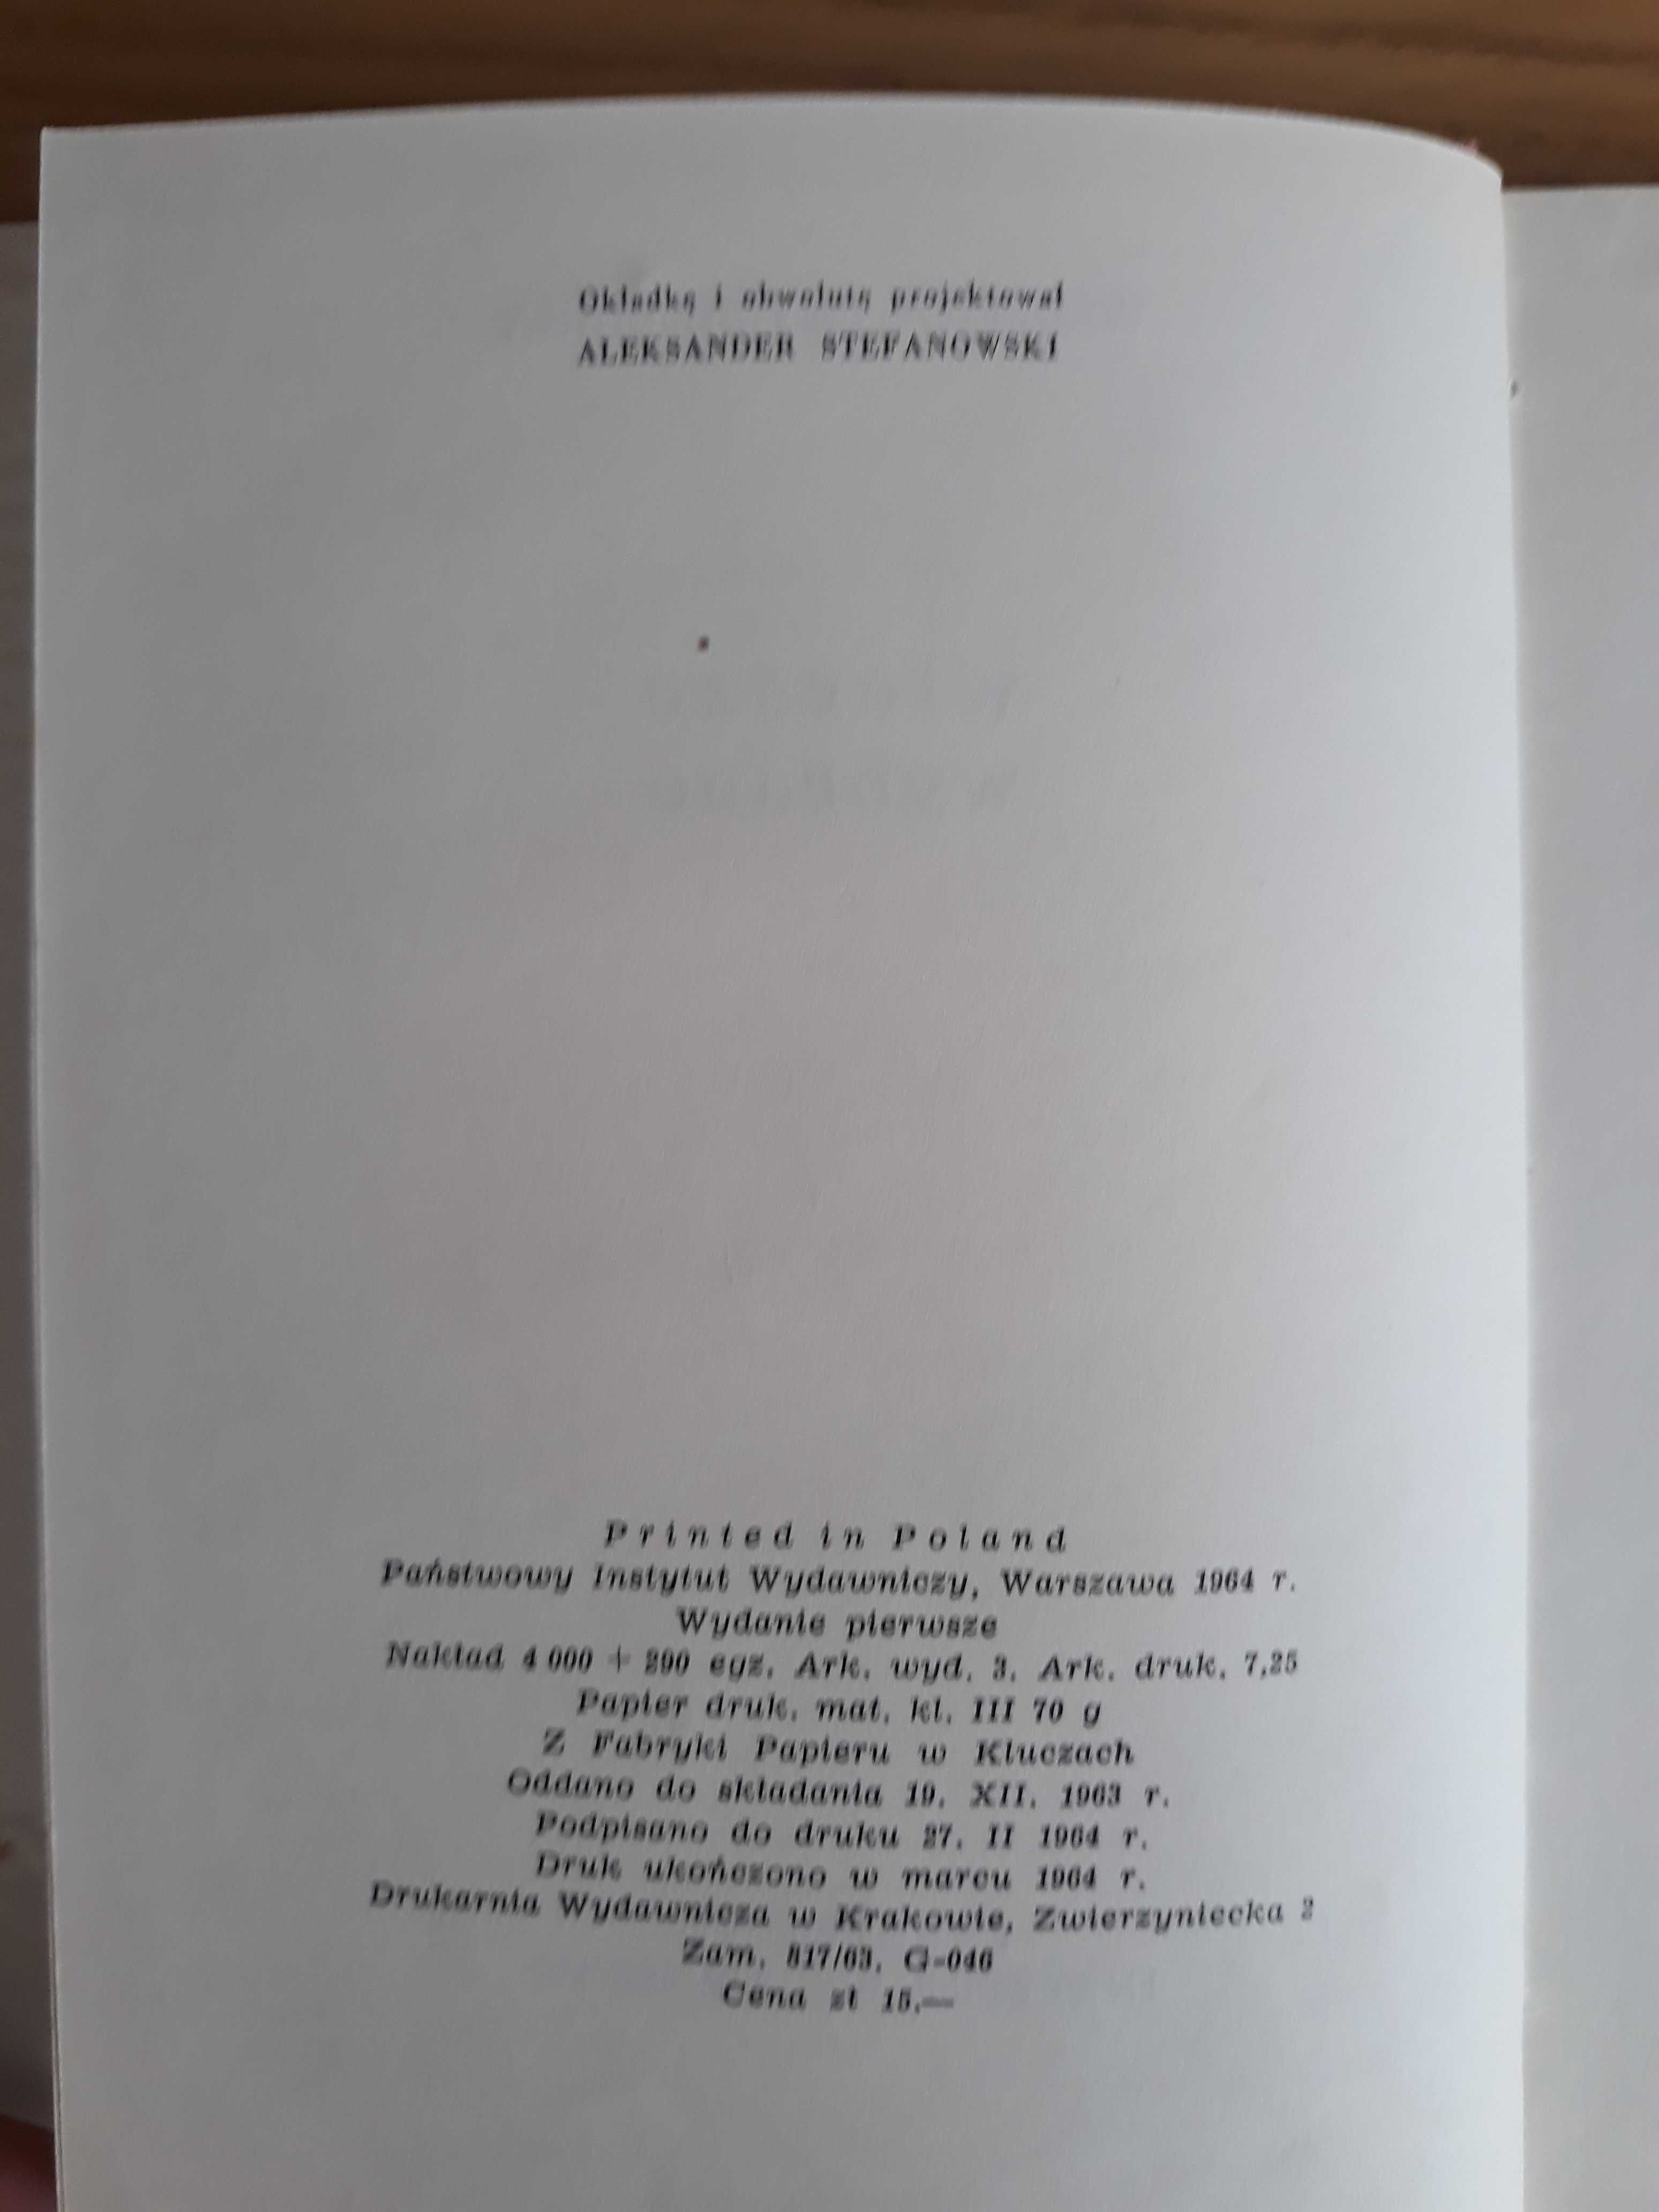 Okładkę i obwolutę projektował
ALEKSANDER STEFANOWSKI
Printed in Poland
Państwowy Instytut Wydawniczy, Warszawa 1964 r.
Wydanie pierwsze
Nakład 4 000 + 290 egz. Ark. wyd. 3. Ark. druk. 7,25
Papier druk. mat. kl. III 70 g
Z Fabryki Papieru w Kluczach
Oddano do składania 19. XII. 1963 r.
Podpisano do druku 27. II 1964 r.
Druk ukończono w marcu 1964 r.
Drukarnia Wydawnicza w Krakowie, Zwierzyniecka 2
Zam. 817/63. G-046
Cena zł 15.—